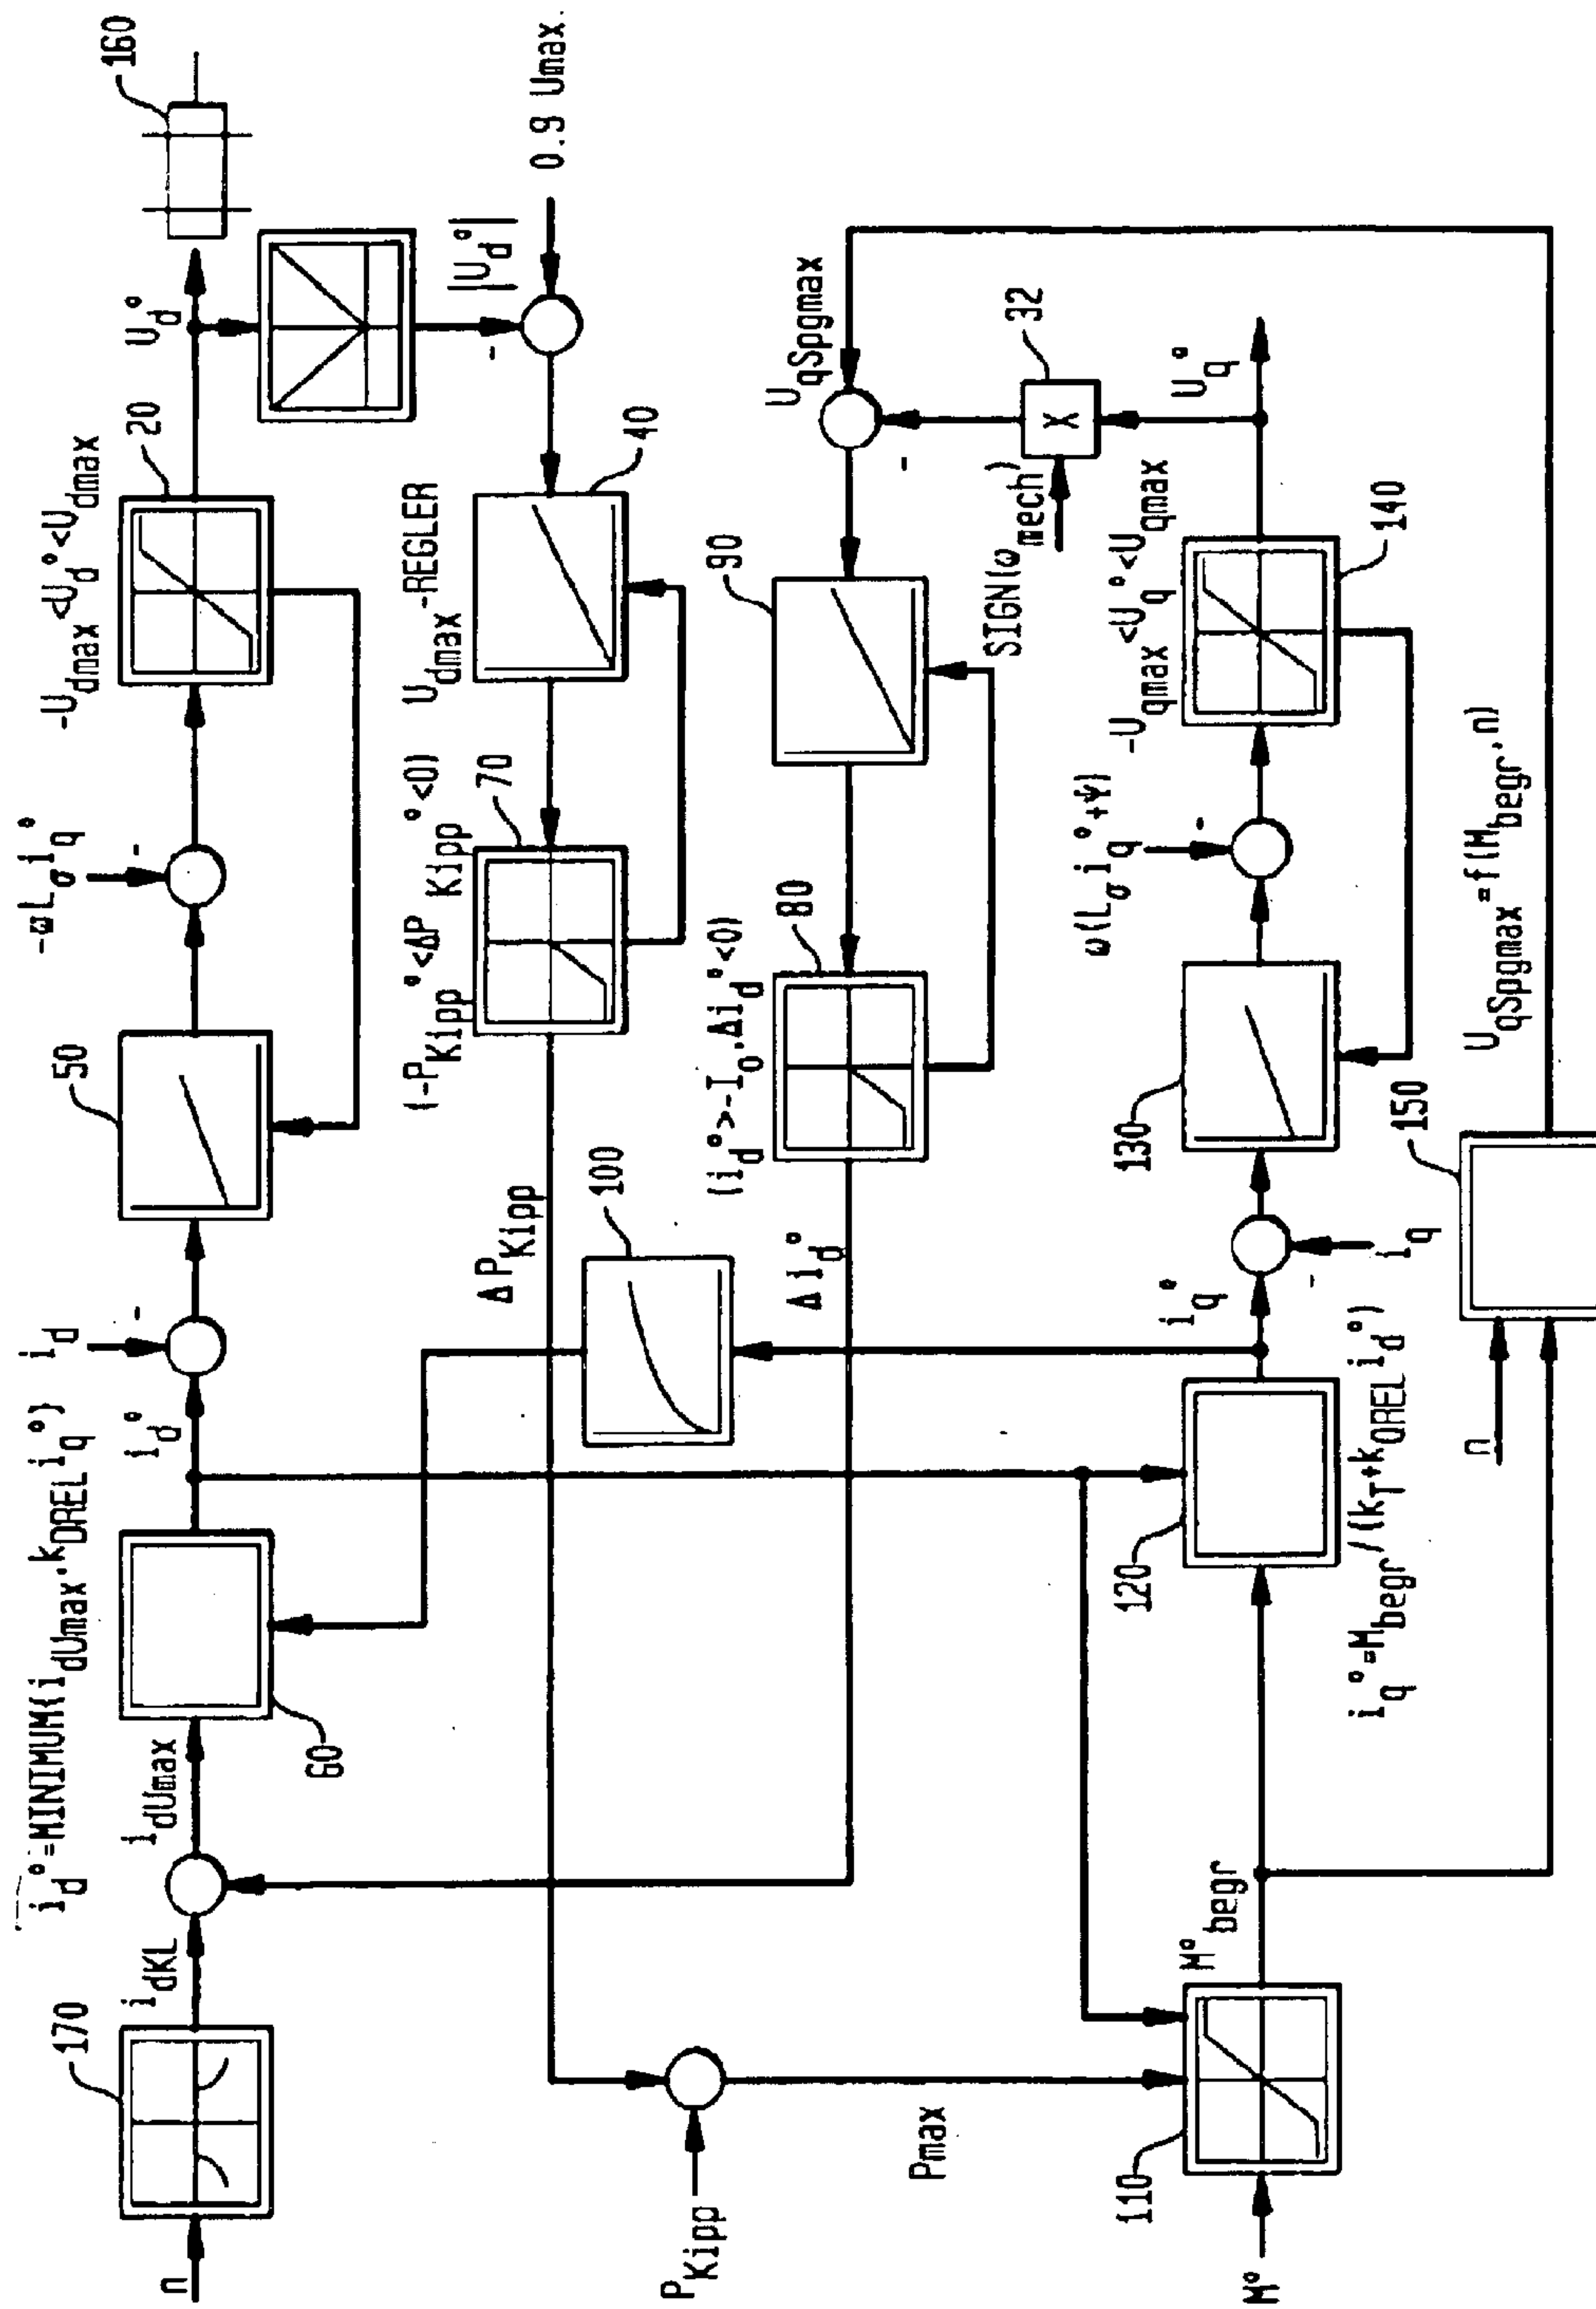 n
170
i_dKL
i_dUmax
i_d°=MINIMUM{i_dUmax,k_DREL i_q°}
60
i_d°
i_d
-
50
-ωL_σ i_q°
-
-U_dmax<U_d°<U_dmax
20
U_d°
160
|U_d°|
-
0.9 Umax.
U_dmax-REGLER
40
(-P_Kipp°<ΔP_Kipp°<0)
70
ΔP_Kipp
P_Kipp
Pmax
100
Δi_d°
(i_d°>-I_o,Δi_d°<0)
80
90
U_qSpgmax
-
SIGN(ω_mech)
X
32
M°
110
M°_begr
120
i_q°=M_begr/(k_T+k_QREL i_d°)
i_q°
i_q
-
130
ω(L_σ i_q°+Ψ)
-
-U_qmax<U_q°<U_qmax
140
U_q°
n
150
U_qSpgmax=f(M_begr,n)